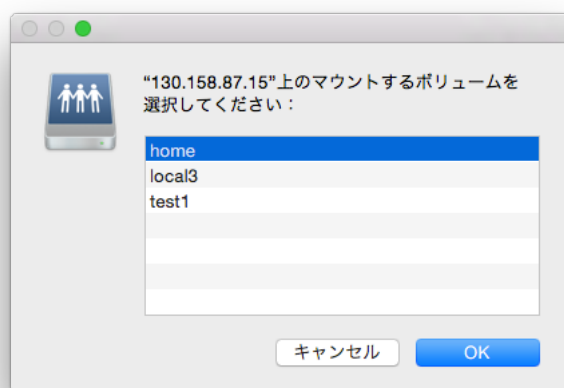 “130.158.87.15”上のマウントするボリュームを
選択してください：
home
local3
test1
キャンセル
OK